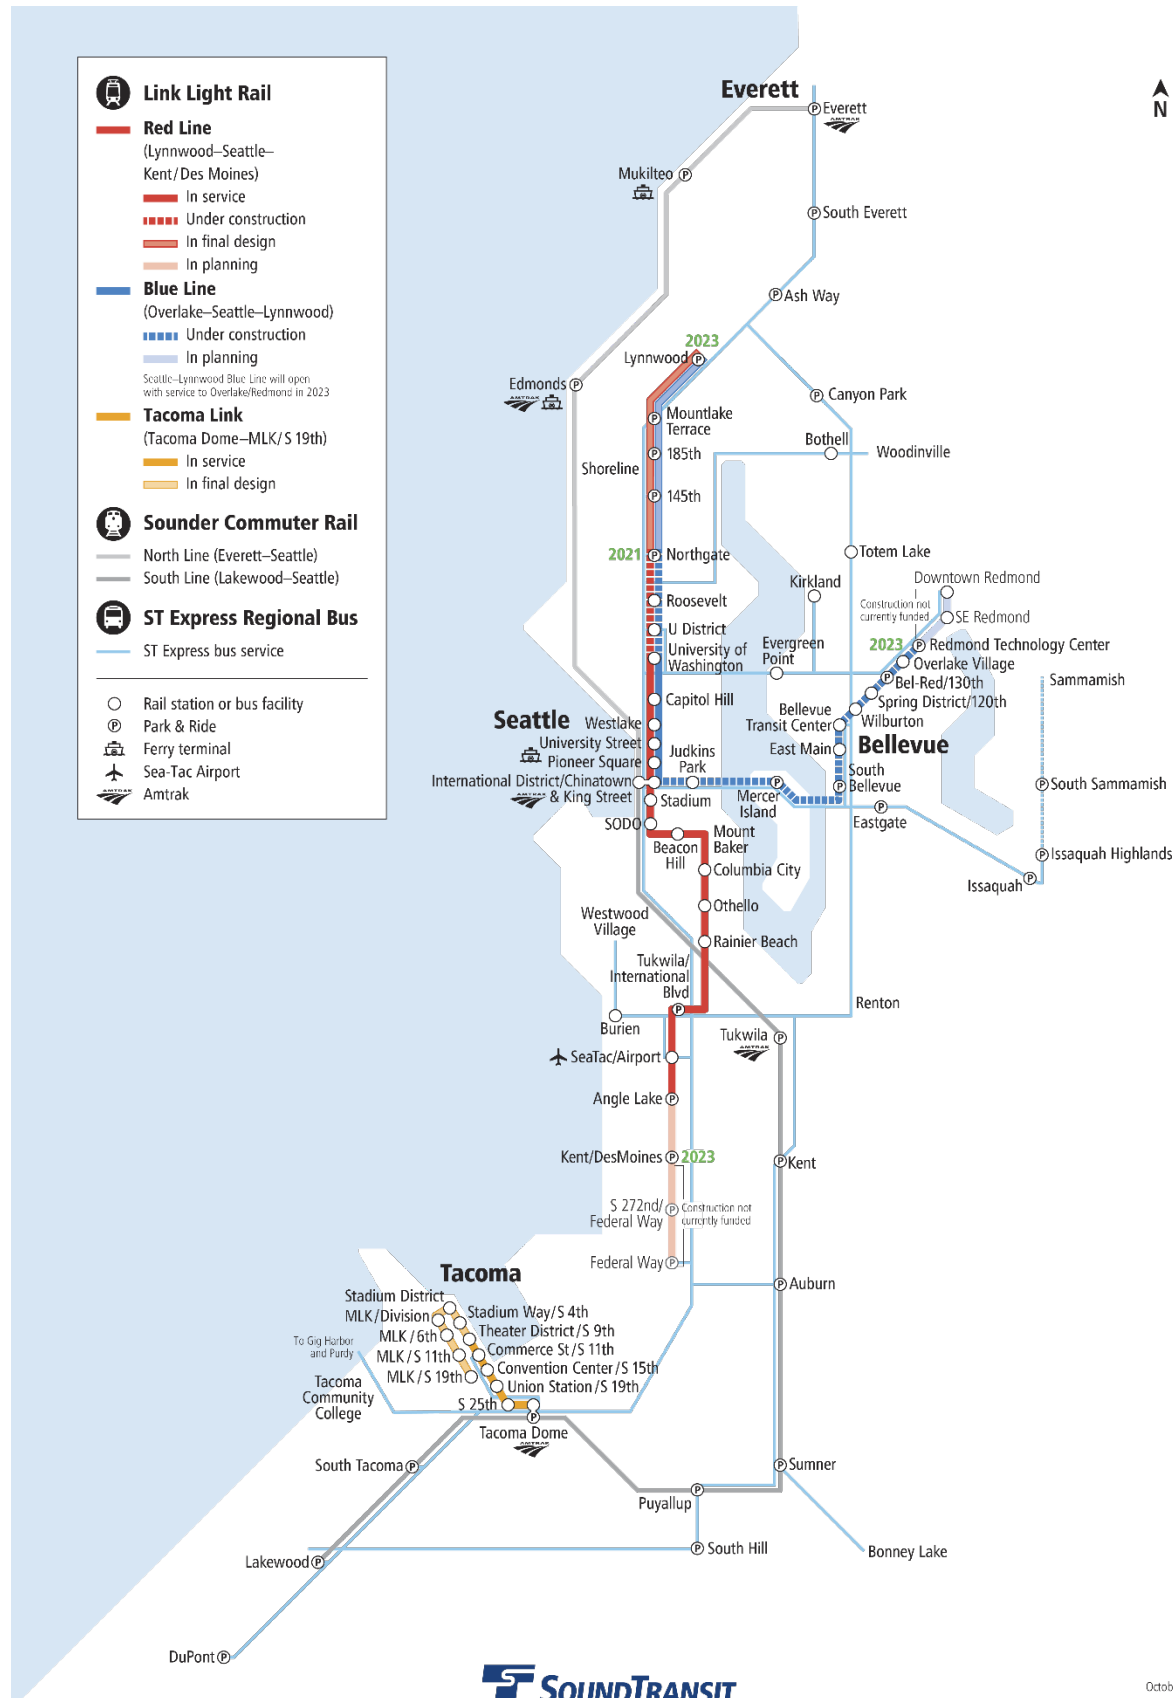 Link Light Rail
Red Line
(Lynnwood–Seattle–
Kent/Des Moines)
In service
Under construction
In final design
In planning
Blue Line
(Overlake–Seattle–Lynnwood)
Under construction
In planning
Seattle–Lynnwood Blue Line will open
with service to Overlake/Redmond in 2023
Tacoma Link
(Tacoma Dome–MLK/S 19th)
In service
In final design
Sounder Commuter Rail
North Line (Everett–Seattle)
South Line (Lakewood–Seattle)
ST Express Regional Bus
ST Express bus service
Rail station or bus facility
P Park & Ride
Ferry terminal
Sea-Tac Airport
AMTRAK Amtrak
N
Everett
Everett
AMTRAK
Mukilteo
South Everett
Ash Way
2023
Lynnwood
Edmonds
AMTRAK
Canyon Park
Mountlake
Terrace
Bothell
Woodinville
185th
Shoreline
145th
2021
Northgate
Totem Lake
Kirkland
Downtown Redmond
Construction not
currently funded
SE Redmond
Roosevelt
U District
University of
Washington
Evergreen
Point
2023
Redmond Technology Center
Overlake Village
Bel-Red/130th
Spring District/120th
Wilburton
Sammamish
Capitol Hill
Seattle
Westlake
University Street
Pioneer Square
International District/Chinatown
& King Street
AMTRAK
Judkins
Park
Bellevue
Transit Center
East Main
Bellevue
South
Bellevue
Mercer
Island
Eastgate
South Sammamish
Issaquah Highlands
Issaquah
Stadium
SODO
Beacon
Hill
Mount
Baker
Columbia City
Othello
Rainier Beach
Westwood
Village
Tukwila/
International
Blvd
Burien
Renton
Tukwila
AMTRAK
SeaTac/Airport
Angle Lake
Kent/DesMoines
2023
Kent
S 272nd/
Federal Way
Construction not
currently funded
Federal Way
Auburn
Tacoma
Stadium District
MLK/Division
MLK/6th
MLK/S 11th
MLK/S 19th
Stadium Way/S 4th
Theater District/S 9th
Commerce St/S 11th
Convention Center/S 15th
Union Station/S 19th
S 25th
To Gig Harbor
and Purdy
Tacoma
Community
College
Tacoma Dome
AMTRAK
South Tacoma
Sumner
Puyallup
South Hill
Bonney Lake
Lakewood
DuPont
SOUNDTRANSIT
Octob